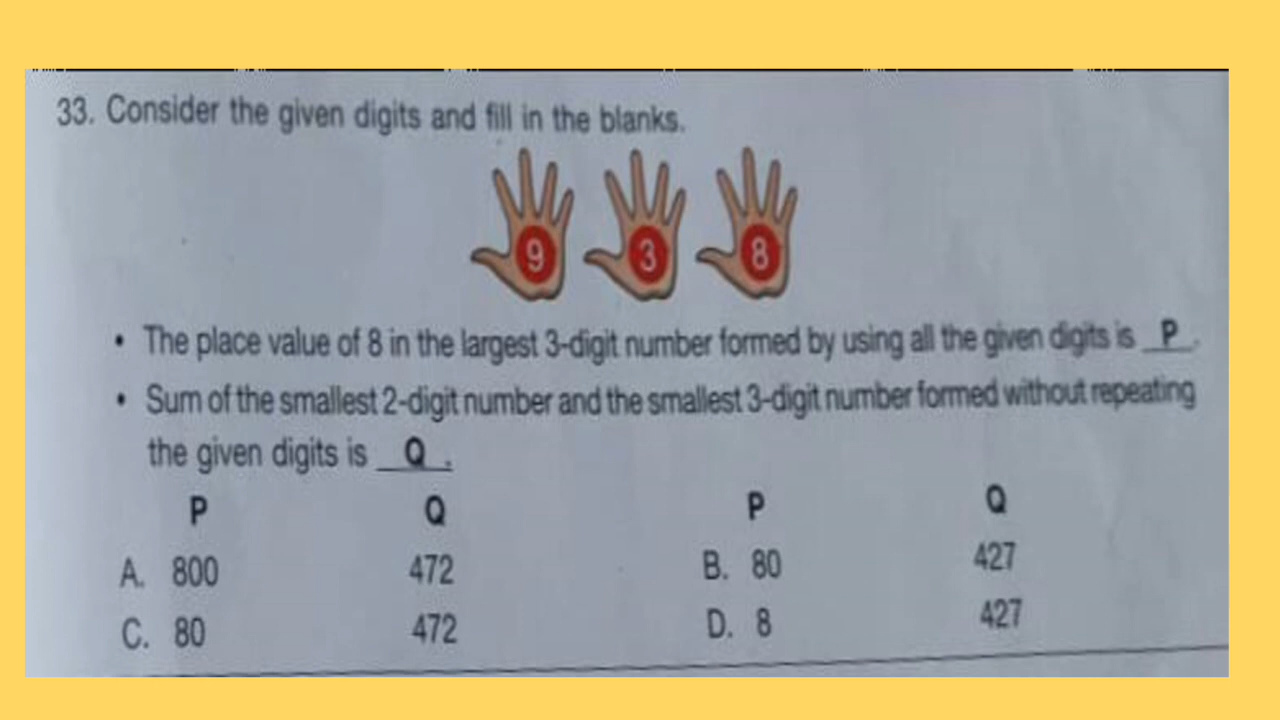 33. Consider the given digits and fill in the blanks.
9 3 8
• The place value of 8 in the largest 3-digit number formed by using all the given digits is P.
• Sum of the smallest 2-digit number and the smallest 3-digit number formed without repeating
the given digits is Q.
P Q P Q
A. 800 472 B. 80 427
C. 80 472 D. 8 427